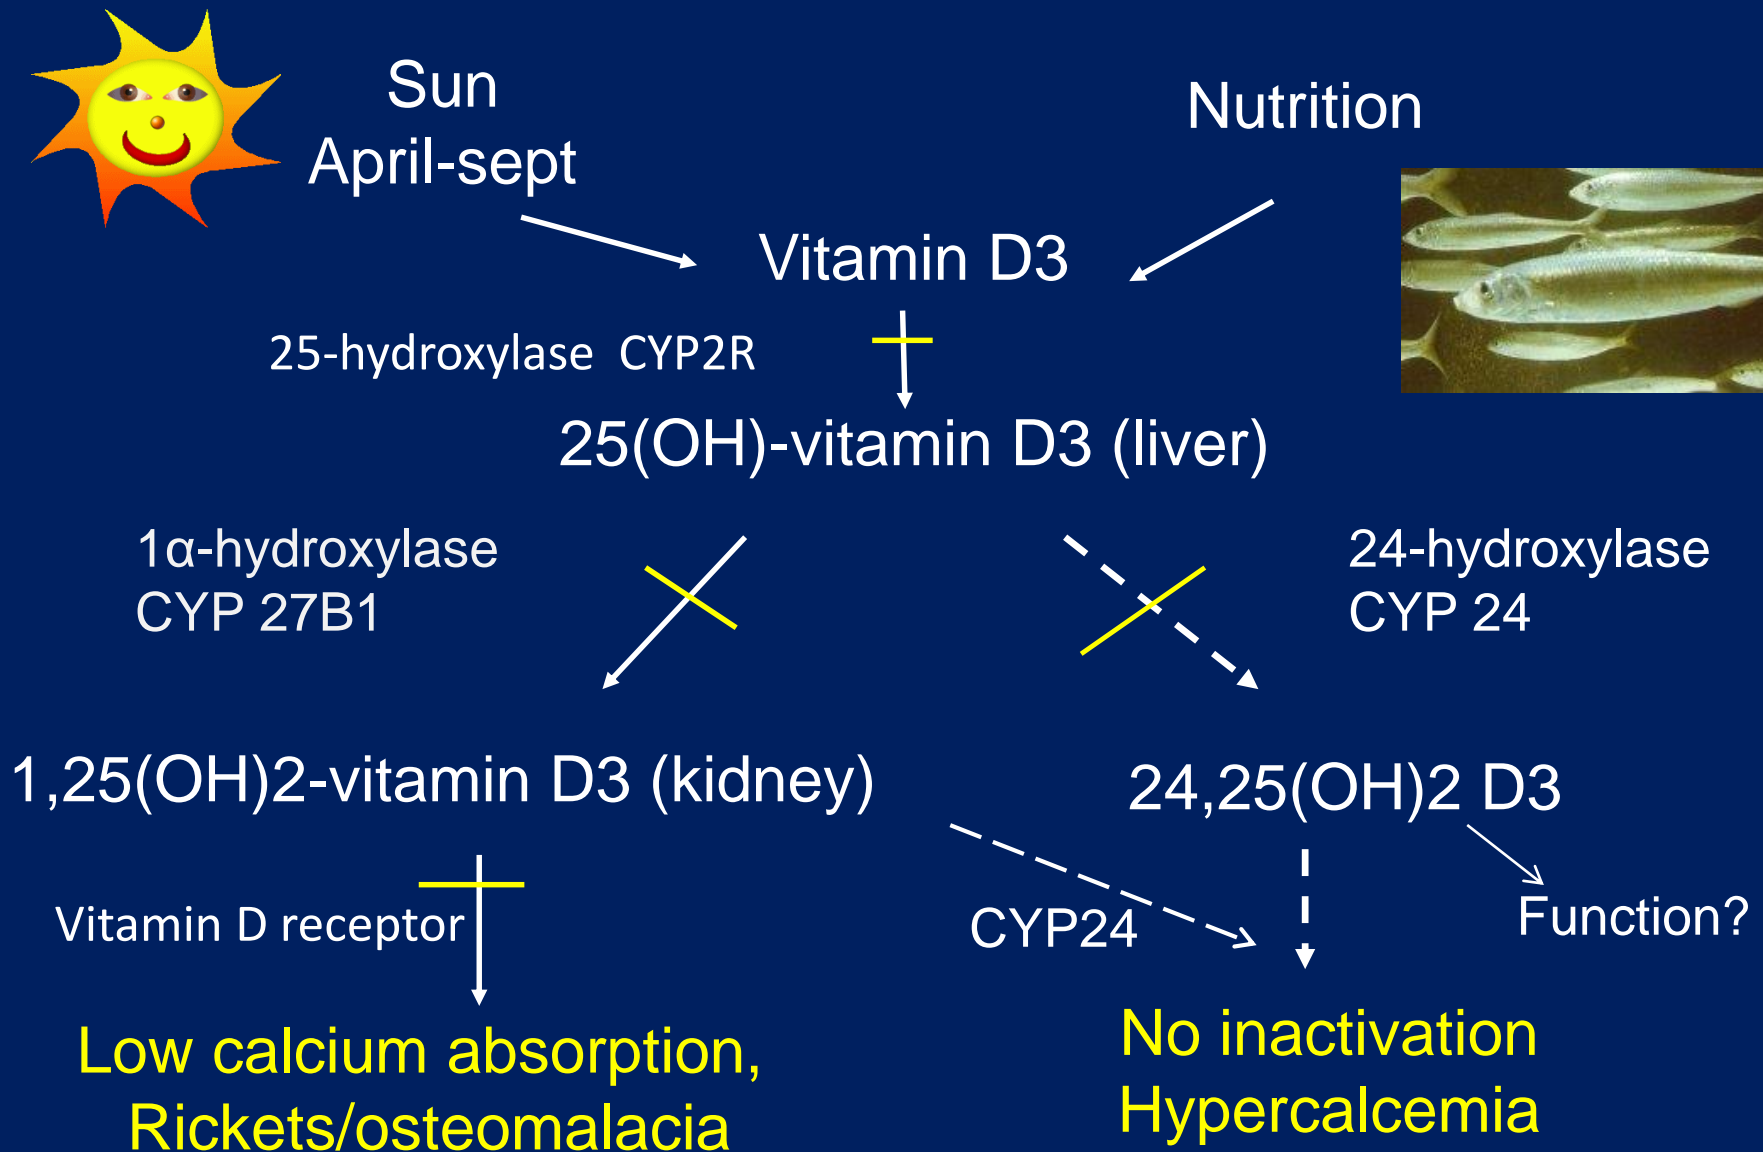 Sun
April-sept
Nutrition
Vitamin D3
25-hydroxylase  CYP2R
25(OH)-vitamin D3 (liver)
1α-hydroxylase
CYP 27B1
24-hydroxylase
CYP 24
1,25(OH)2-vitamin D3 (kidney)
24,25(OH)2 D3
Vitamin D receptor
CYP24
Function?
Low calcium absorption,
Rickets/osteomalacia
No inactivation
Hypercalcemia